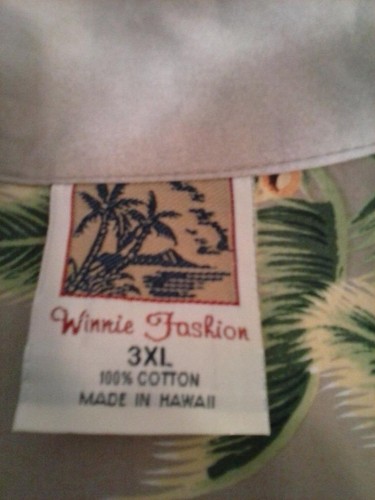 Winnie Fashion
3XL
100% COTTON
MADE IN HAWAII